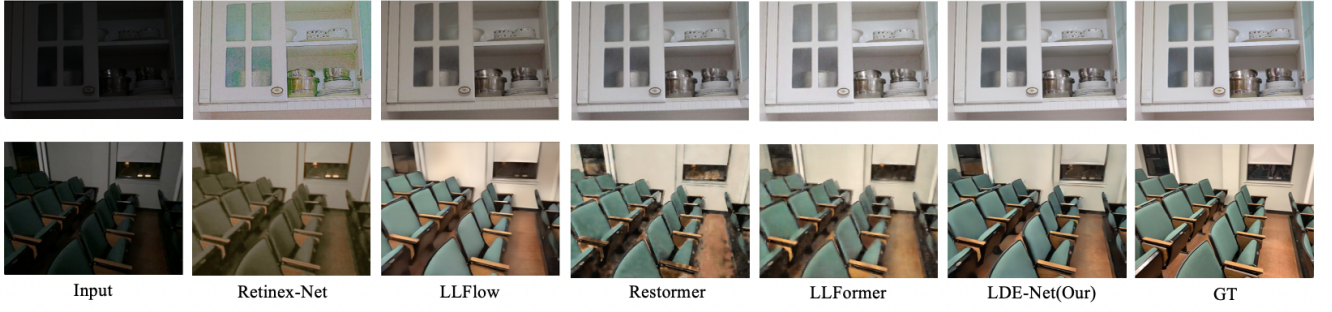 Input
Retinex-Net
LLFlow
Restormer
LLFormer
LDE-Net(Our)
GT